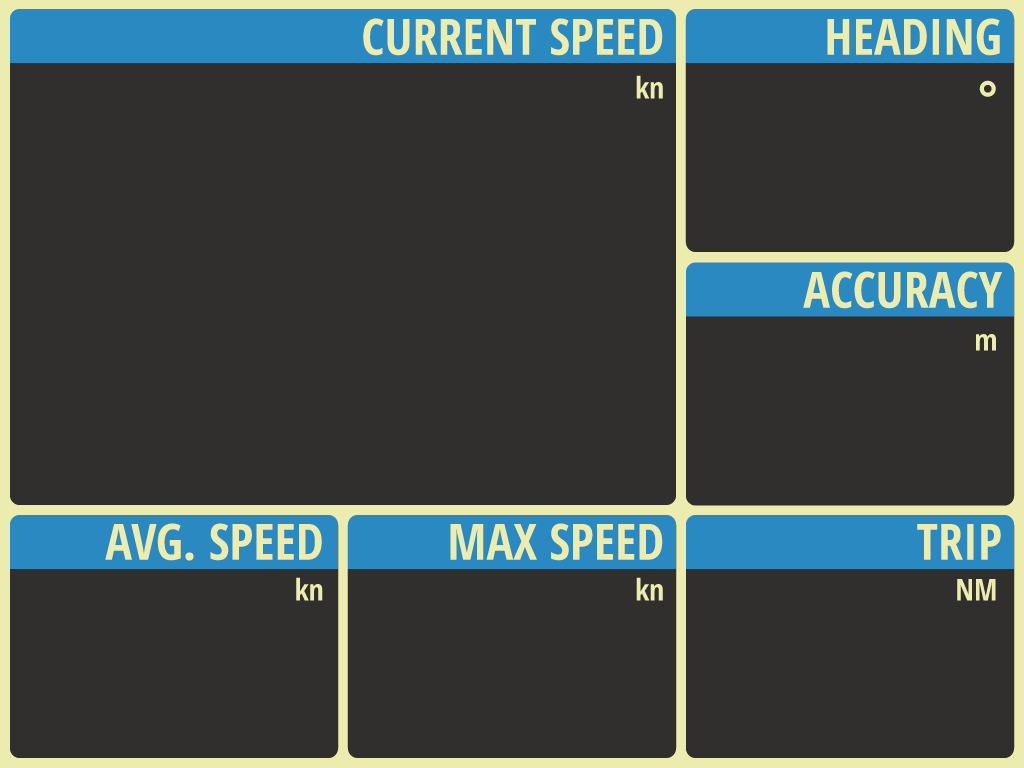 CURRENT SPEED
kn
HEADING
°
ACCURACY
m
AVG. SPEED
kn
MAX SPEED
kn
TRIP
NM